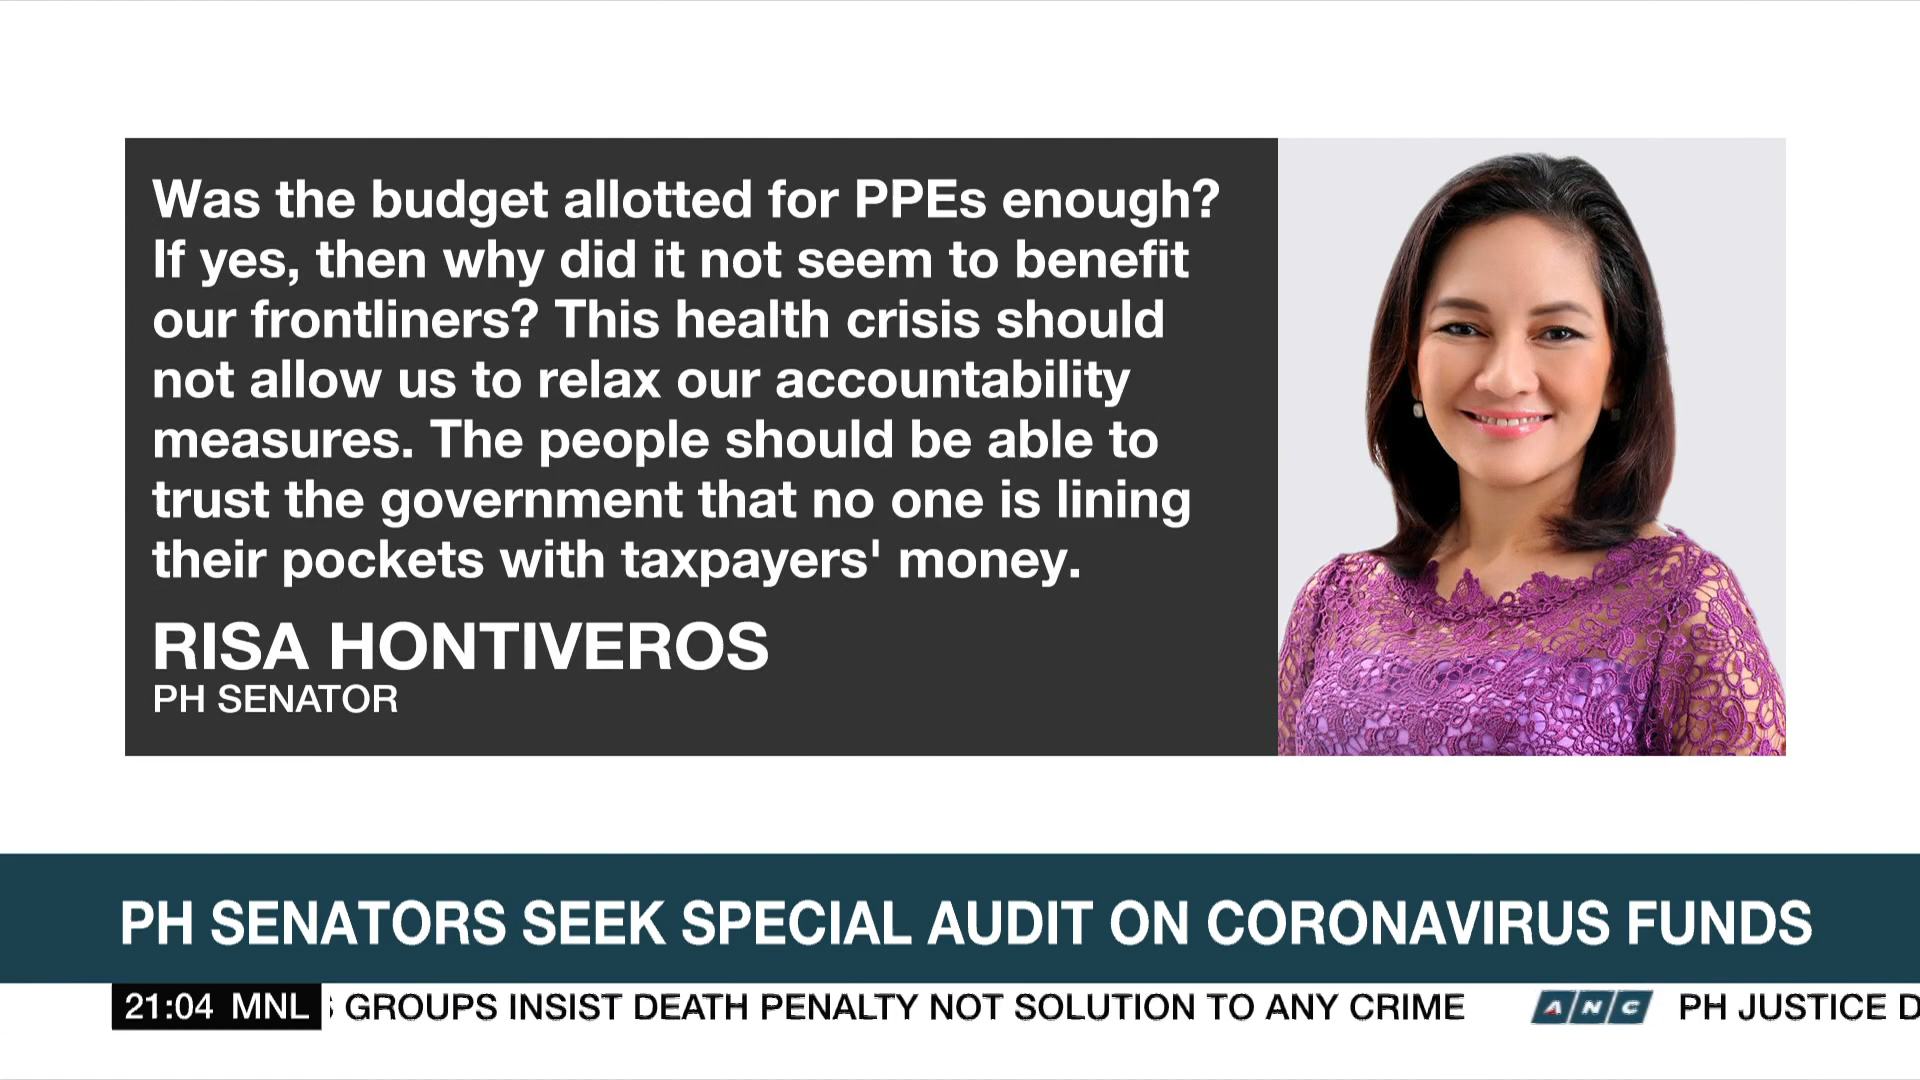 Was the budget allotted for PPEs enough?
If yes, then why did it not seem to benefit
our frontliners? This health crisis should
not allow us to relax our accountability
measures. The people should be able to
trust the government that no one is lining
their pockets with taxpayers' money.
RISA HONTIVEROS
PH SENATOR
PH SENATORS SEEK SPECIAL AUDIT ON CORONAVIRUS FUNDS
21:04 MNL GROUPS INSIST DEATH PENALTY NOT SOLUTION TO ANY CRIME ANC PH JUSTICE D